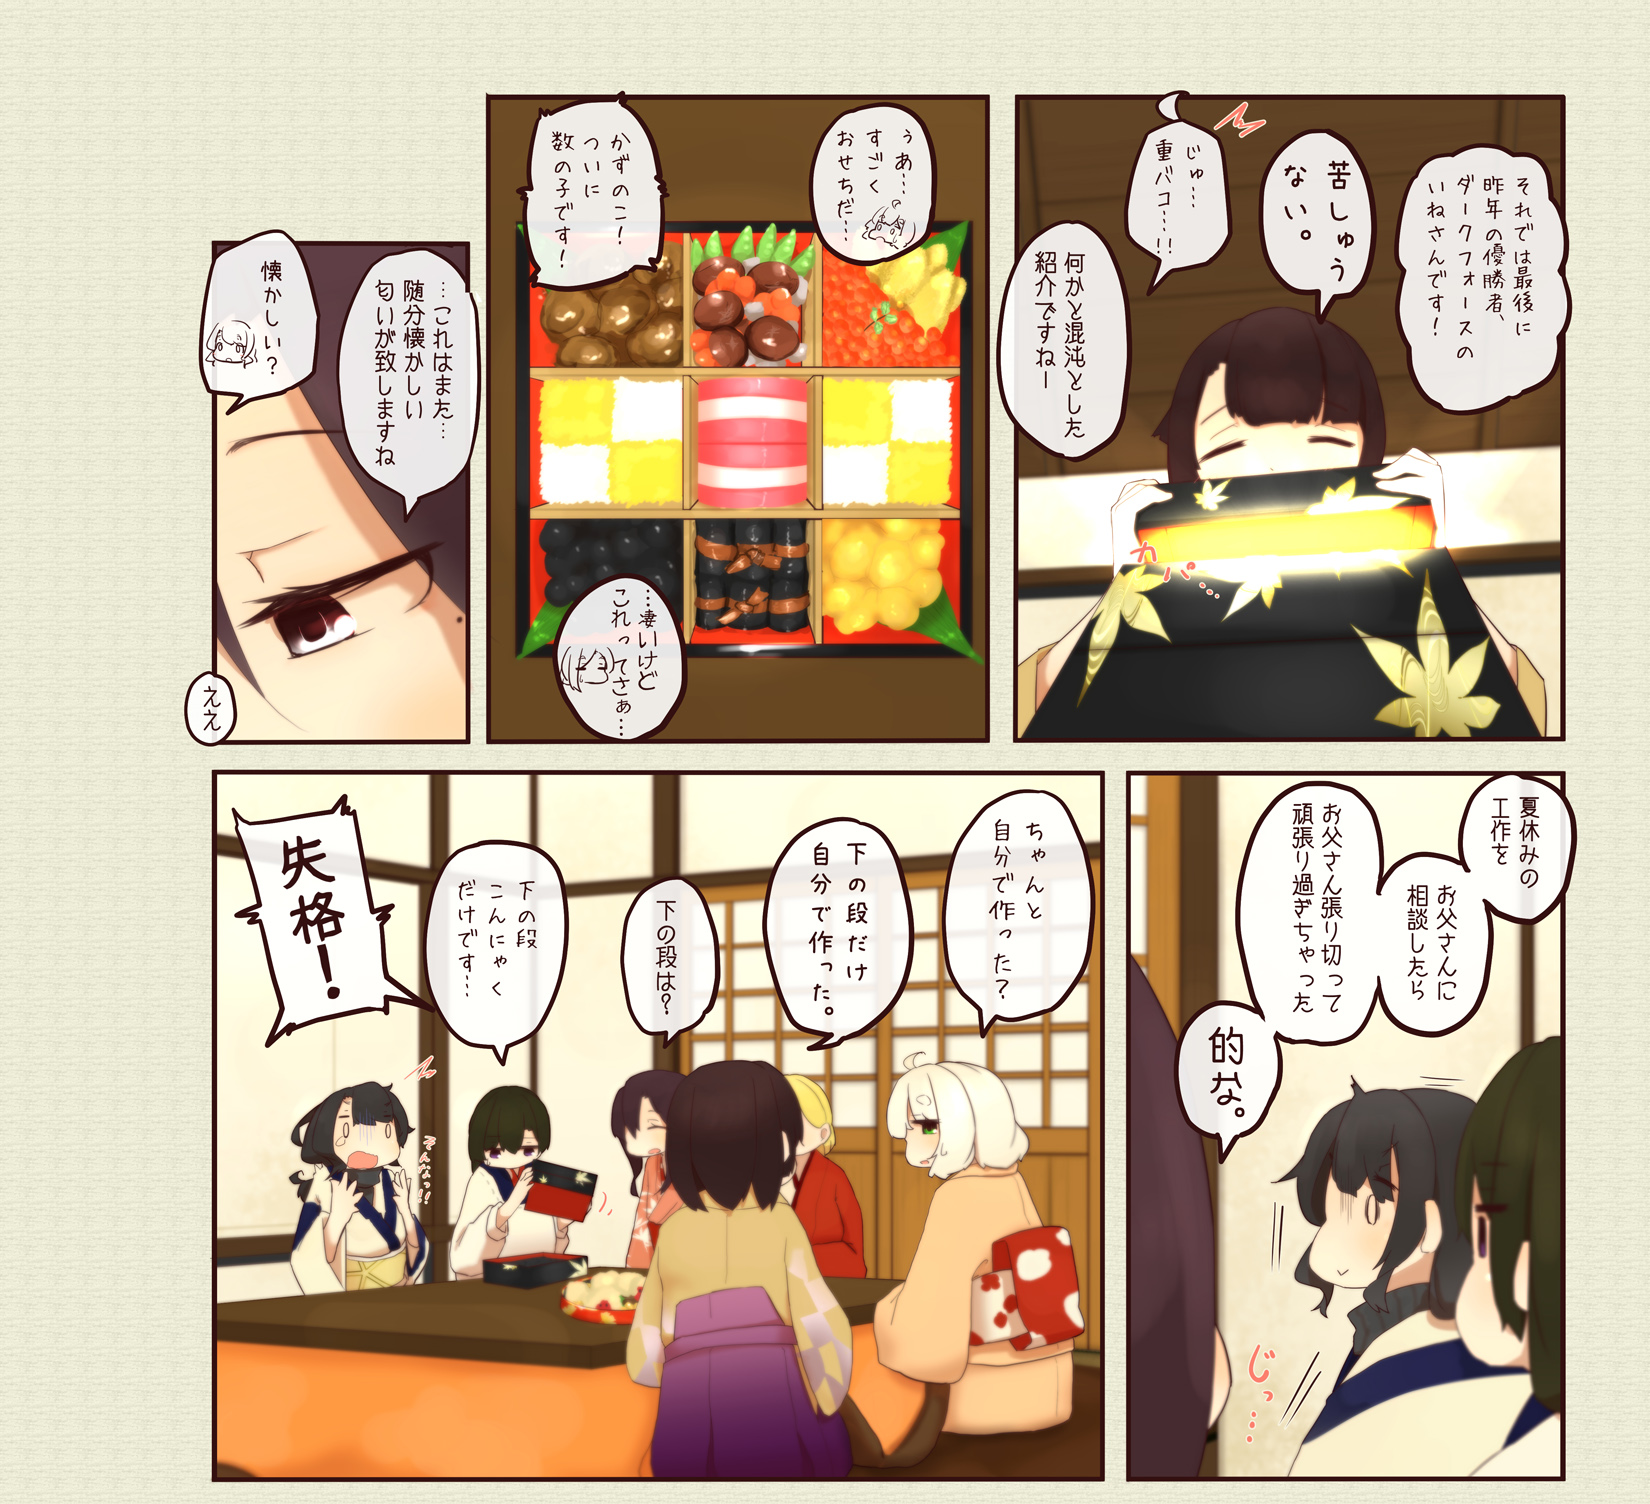 それでは最後に
昨年の優勝者、
ダークフォースの
いねさんです！
苦しゅう
ない。
じゅ…
重バコ…!!
何かと混沌とした
紹介ですねー
カパ…
ぅあ…
すごく
おせちだ…
かずのこ！
ついに
数の子です！
…凄いけど
これってさぁ…
…これはまた…
随分懐かしい
匂いが致しますね
懐かしい？
ええ
夏休みの
工作を
お父さんに
相談したら
お父さん張り切って
頑張り過ぎちゃった
的な。
じっ…
ちゃんと
自分で作った？
下の段だけ
自分で作った。
下の段は？
下の段
こんにゃく
だけです…
失格！
そんなっ!!